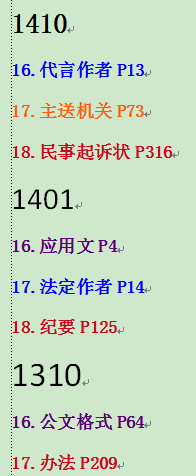 1410
16.代言作者 P13
17.主送机关 P73
18.民事起诉状 P316
1401
16.应用文 P4
17.法定作者 P14
18.纪要 P125
1310
16.公文格式 P64
17.办法 P209